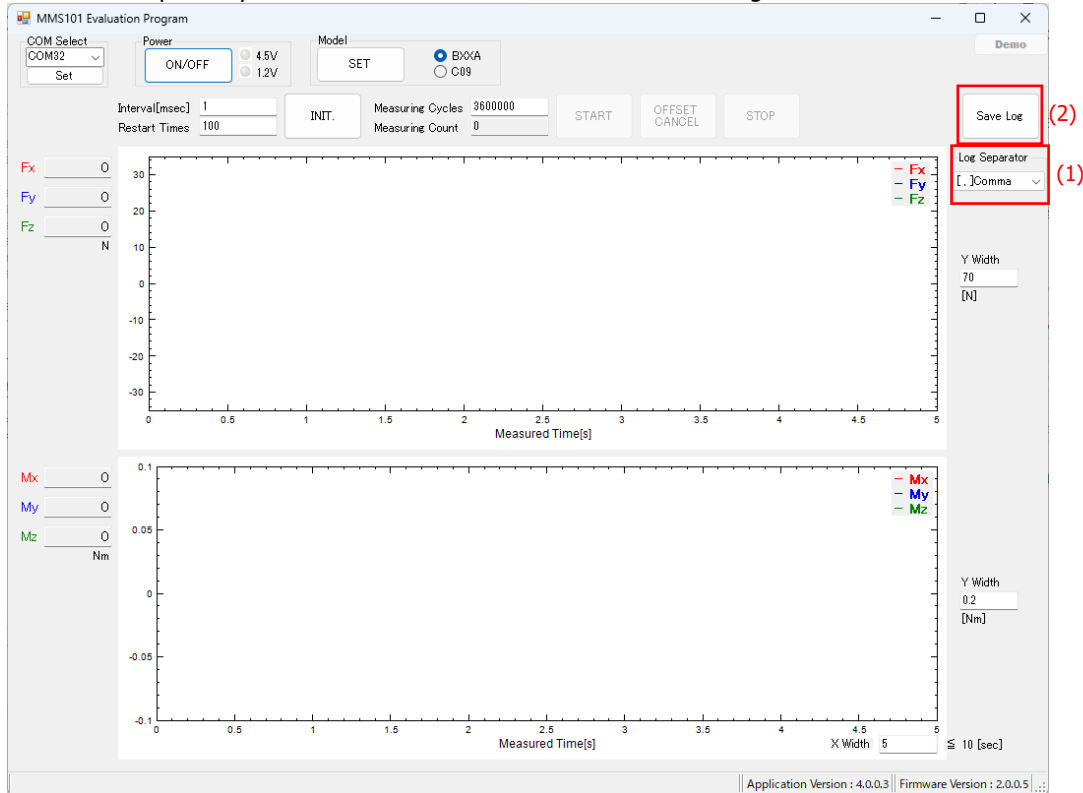 MMS101 Evaluation Program
COM Select
COM32
Set
Power
ON/OFF
4.5V
1.2V
Model
SET
BXXA
C09
Demo
Interval[msec] 1
Restart Times 100
INIT.
Measuring Cycles 3600000
Measuring Count 0
START
OFFSET
CANCEL
STOP
Save Log
(2)
Log Separator
[,]Comma
(1)
Fx 0
Fy 0
Fz 0
N
30
20
10
0
-10
-20
-30
Fx
Fy
Fz
0 0.5 1 1.5 2 2.5 3 3.5 4 4.5 5
Measured Time[s]
Y Width
70
[N]
Mx 0
My 0
Mz 0
Nm
0.1
0.05
0
-0.05
-0.1
Mx
My
Mz
0 0.5 1 1.5 2 2.5 3 3.5 4 4.5 5
Measured Time[s]
Y Width
0.2
[Nm]
X Width 5 ≦ 10 [sec]
Application Version : 4.0.0.3 Firmware Version : 2.0.0.5